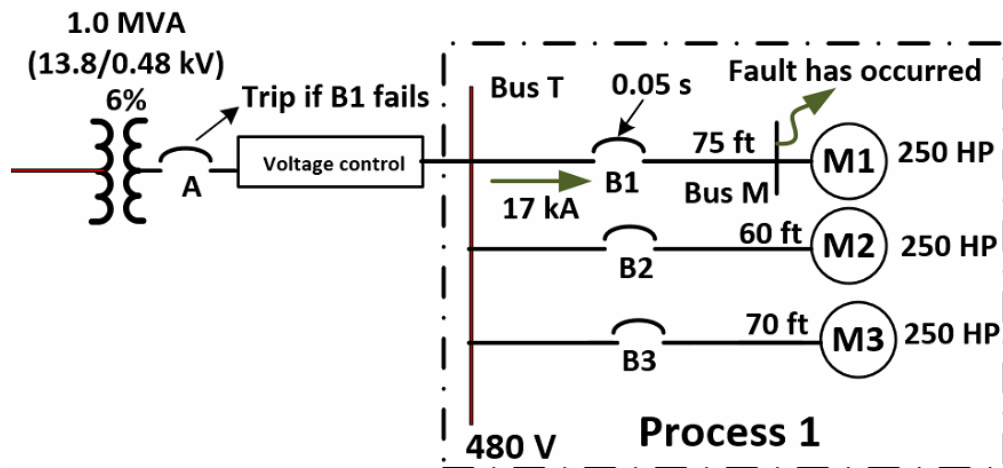 1.0 MVA
(13.8/0.48 kV)
6%
Trip if B1 fails
A
Voltage control
Bus T
0.05 s
Fault has occurred
17 kA
B1
75 ft
Bus M
M1
250 HP
B2
60 ft
M2
250 HP
B3
70 ft
M3
250 HP
480 V
Process 1